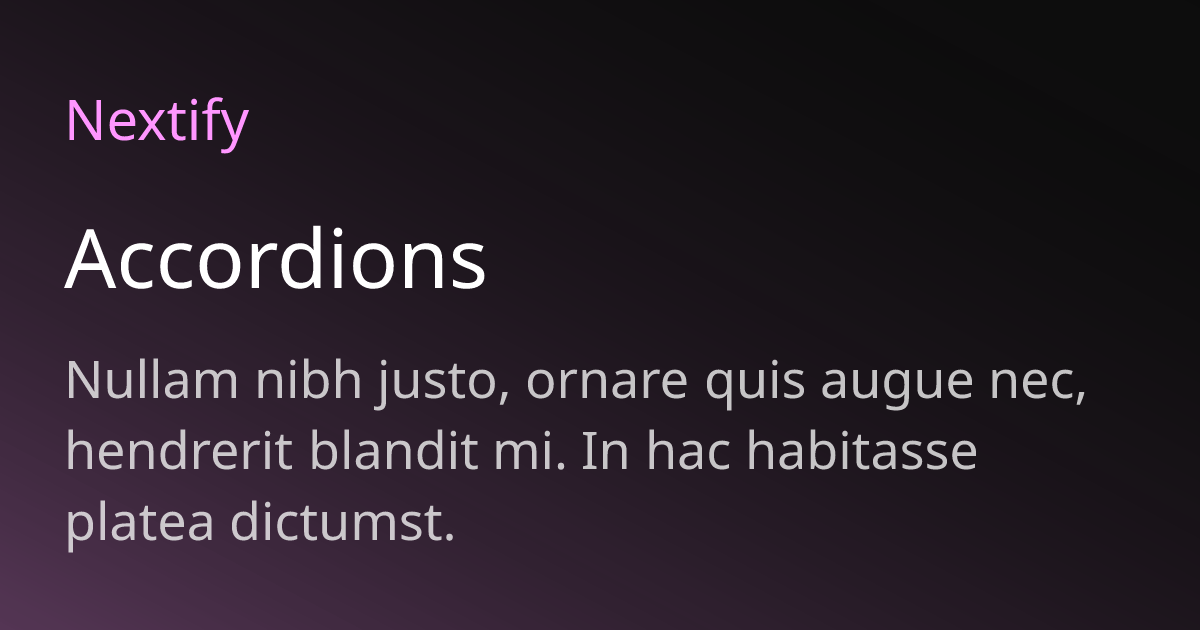 Nextify
Accordions
Nullam nibh justo, ornare quis augue nec,
hendrerit blandit mi. In hac habitasse
platea dictumst.